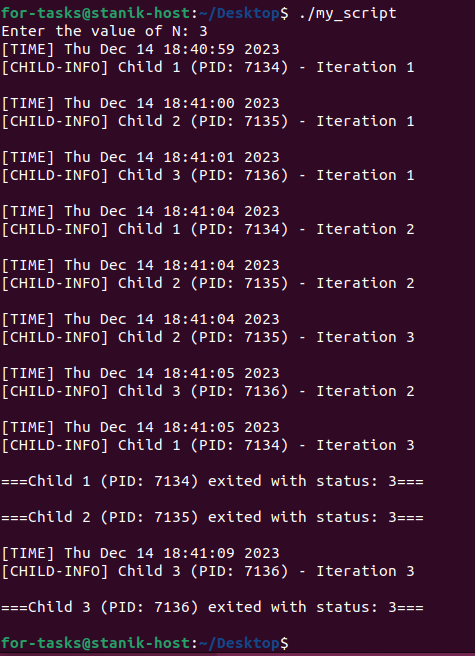 for-tasks@stanik-host:~/Desktop$ ./my_script
Enter the value of N: 3
[TIME] Thu Dec 14 18:40:59 2023
[CHILD-INFO] Child 1 (PID: 7134) - Iteration 1
[TIME] Thu Dec 14 18:41:00 2023
[CHILD-INFO] Child 2 (PID: 7135) - Iteration 1
[TIME] Thu Dec 14 18:41:01 2023
[CHILD-INFO] Child 3 (PID: 7136) - Iteration 1
[TIME] Thu Dec 14 18:41:04 2023
[CHILD-INFO] Child 1 (PID: 7134) - Iteration 2
[TIME] Thu Dec 14 18:41:04 2023
[CHILD-INFO] Child 2 (PID: 7135) - Iteration 2
[TIME] Thu Dec 14 18:41:04 2023
[CHILD-INFO] Child 2 (PID: 7135) - Iteration 3
[TIME] Thu Dec 14 18:41:05 2023
[CHILD-INFO] Child 3 (PID: 7136) - Iteration 2
[TIME] Thu Dec 14 18:41:05 2023
[CHILD-INFO] Child 1 (PID: 7134) - Iteration 3
===Child 1 (PID: 7134) exited with status: 3===
===Child 2 (PID: 7135) exited with status: 3===
[TIME] Thu Dec 14 18:41:09 2023
[CHILD-INFO] Child 3 (PID: 7136) - Iteration 3
===Child 3 (PID: 7136) exited with status: 3===
for-tasks@stanik-host:~/Desktop$